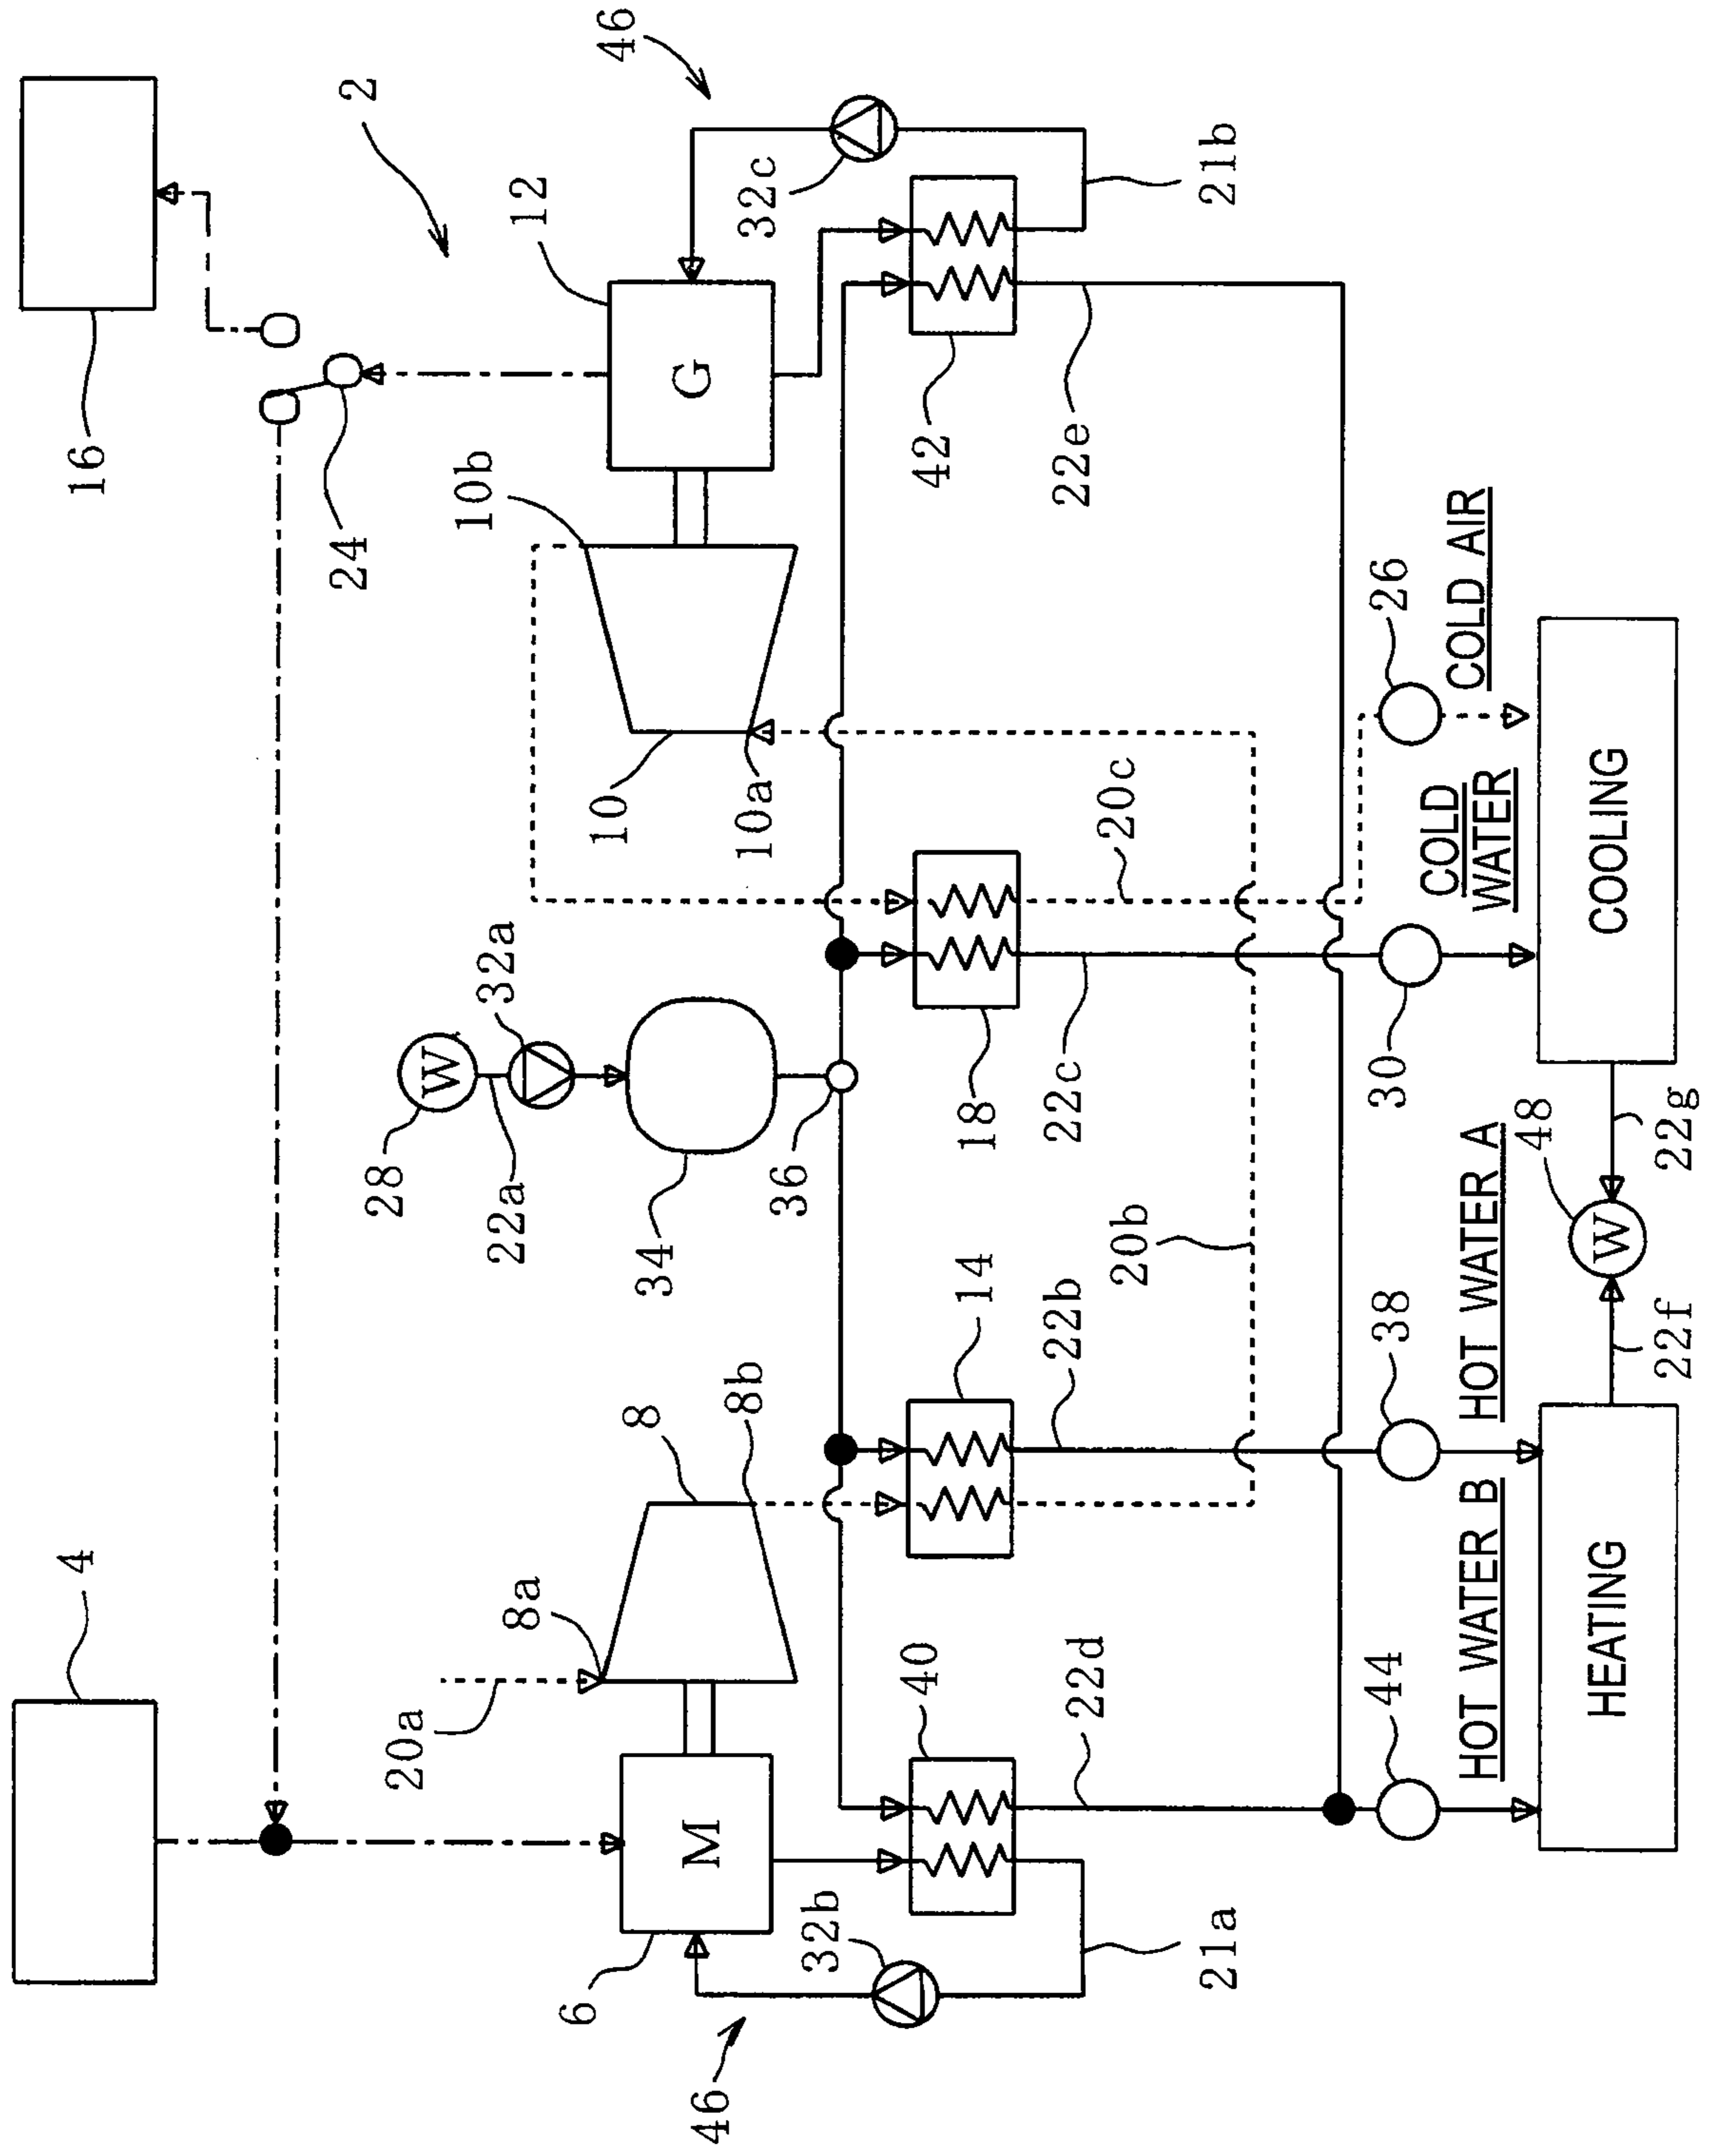 4
16
2
24
46
12
G
32c
10b
10
10a
42
21b
22e
28
W
22a
32a
34
36
18
22c
20c
8a
8
8b
20a
14
22b
20b
6
M
40
22d
32b
46
21a
44
HOT WATER B
38
HOT WATER A
30
COLD
WATER
26
COLD AIR
HEATING
22f
48
W
22g
COOLING